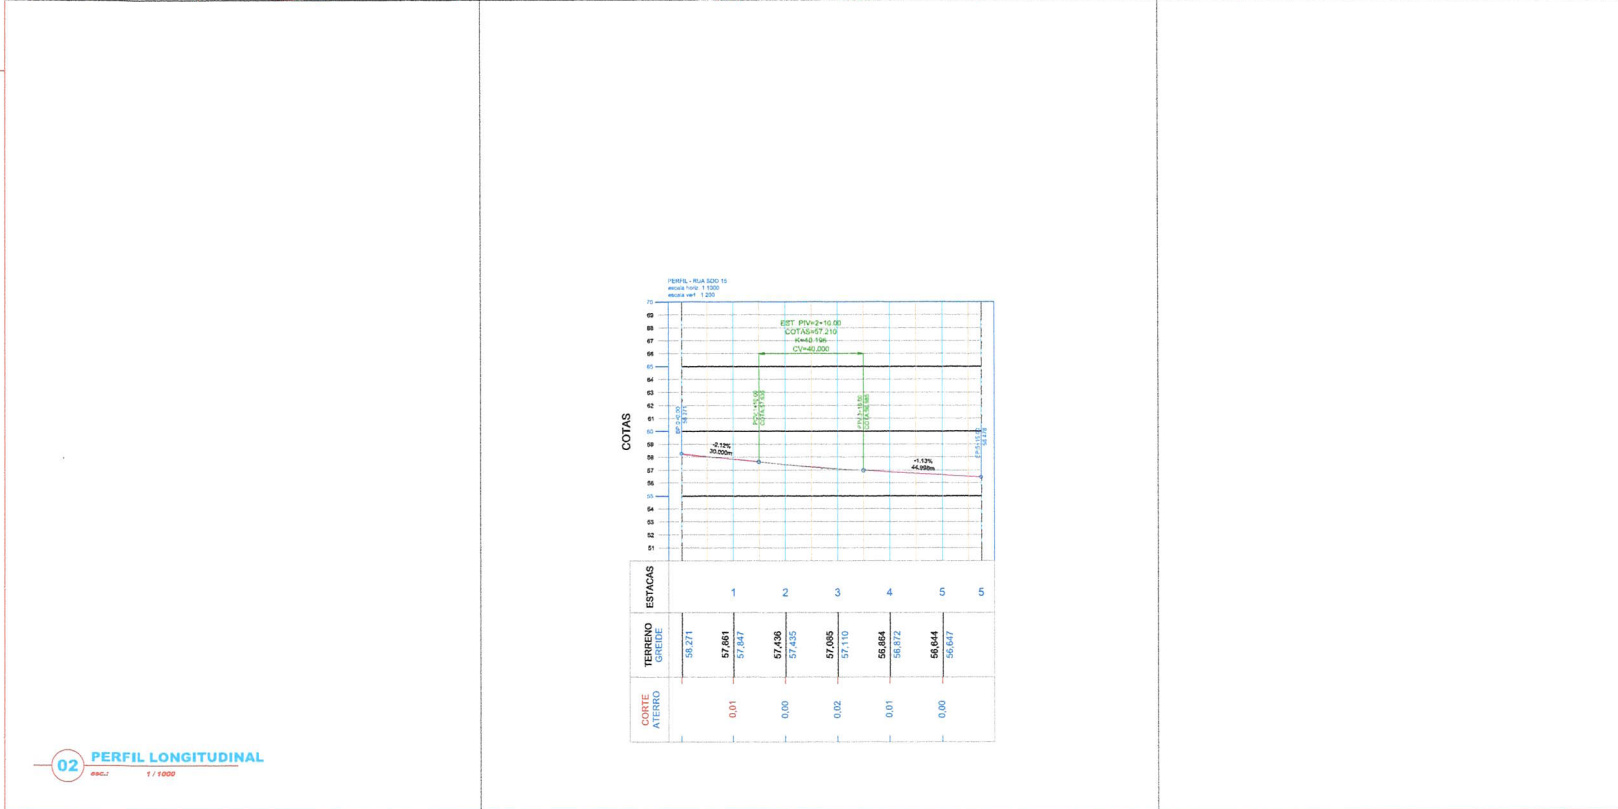 PERFIL - RUA SDO 15
escala horiz: 1:1000
escala vert: 1:200
70
69
68
67
66
65
64
63
62
61
60
59
58
57
56
55
54
53
52
51
COTAS
EST PIV=2+10.00
COTAS=57.210
K=40.196
CV=40,000
58.271
-2.12%
30.000m
-1.12%
44.998m
ESTACAS
1 2 3 4 5 5
TERRENO
57,861 57,436 57,085 56,864 56,644
GREIDE
58.271 57,847 57,435 57,110 56,872 56,647
CORTE
ATERRO
0,01 0,00 0,02 0,01 0,00
02 PERFIL LONGITUDINAL
esc.: 1 / 1000